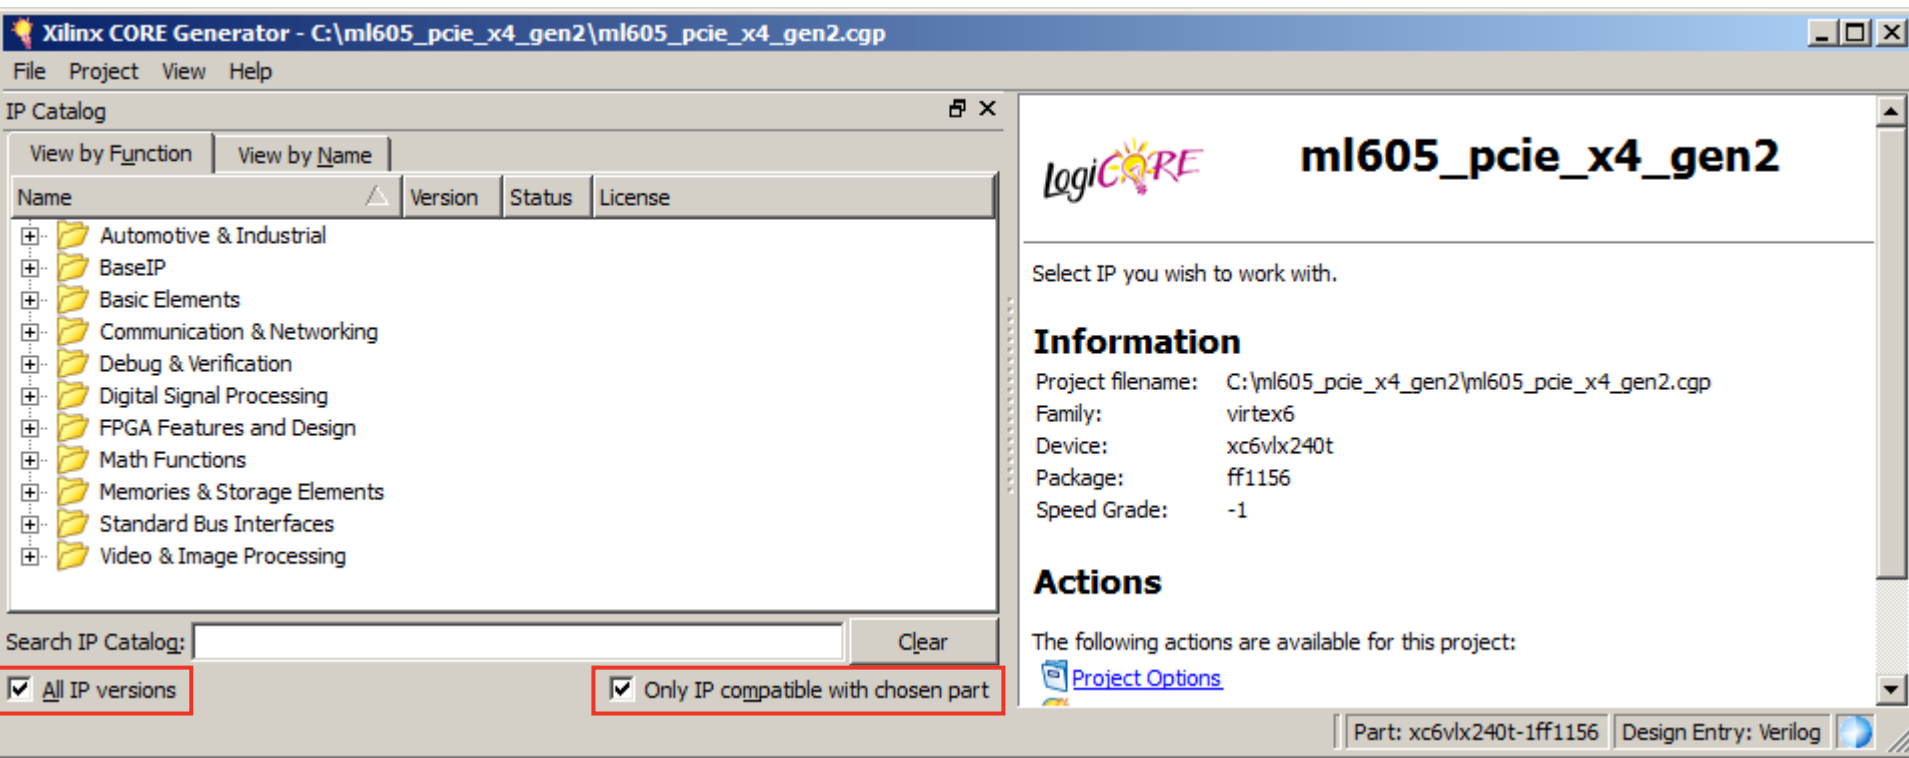 Xilinx CORE Generator - C:\ml605_pcie_x4_gen2\ml605_pcie_x4_gen2.cgp
File Project View Help
IP Catalog
View by Function View by Name
Name Version Status License
Automotive & Industrial
BaseIP
Basic Elements
Communication & Networking
Debug & Verification
Digital Signal Processing
FPGA Features and Design
Math Functions
Memories & Storage Elements
Standard Bus Interfaces
Video & Image Processing
Search IP Catalog: Clear
All IP versions Only IP compatible with chosen part
LogiCORE ml605_pcie_x4_gen2
Select IP you wish to work with.
Information
Project filename: C:\ml605_pcie_x4_gen2\ml605_pcie_x4_gen2.cgp
Family: virtex6
Device: xc6vlx240t
Package: ff1156
Speed Grade: -1
Actions
The following actions are available for this project:
Project Options
Part: xc6vlx240t-1ff1156 Design Entry: Verilog